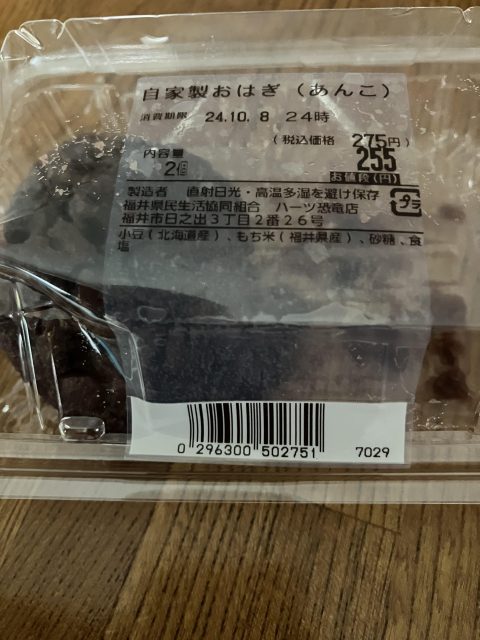 自家製おはぎ（あんこ）
消費期限 24.10.8 24時
（税込価格 275円）
内容量 255
2個 お値段（円）
製造者 直射日光・高温多湿を避け保存
福井県民生活協同組合 ハーツ恐竜店
福井市日之出3丁目2番26号
プラ
小豆（北海道産）、もち米（福井県産）、砂糖、食
塩
0 296300 502751 7029